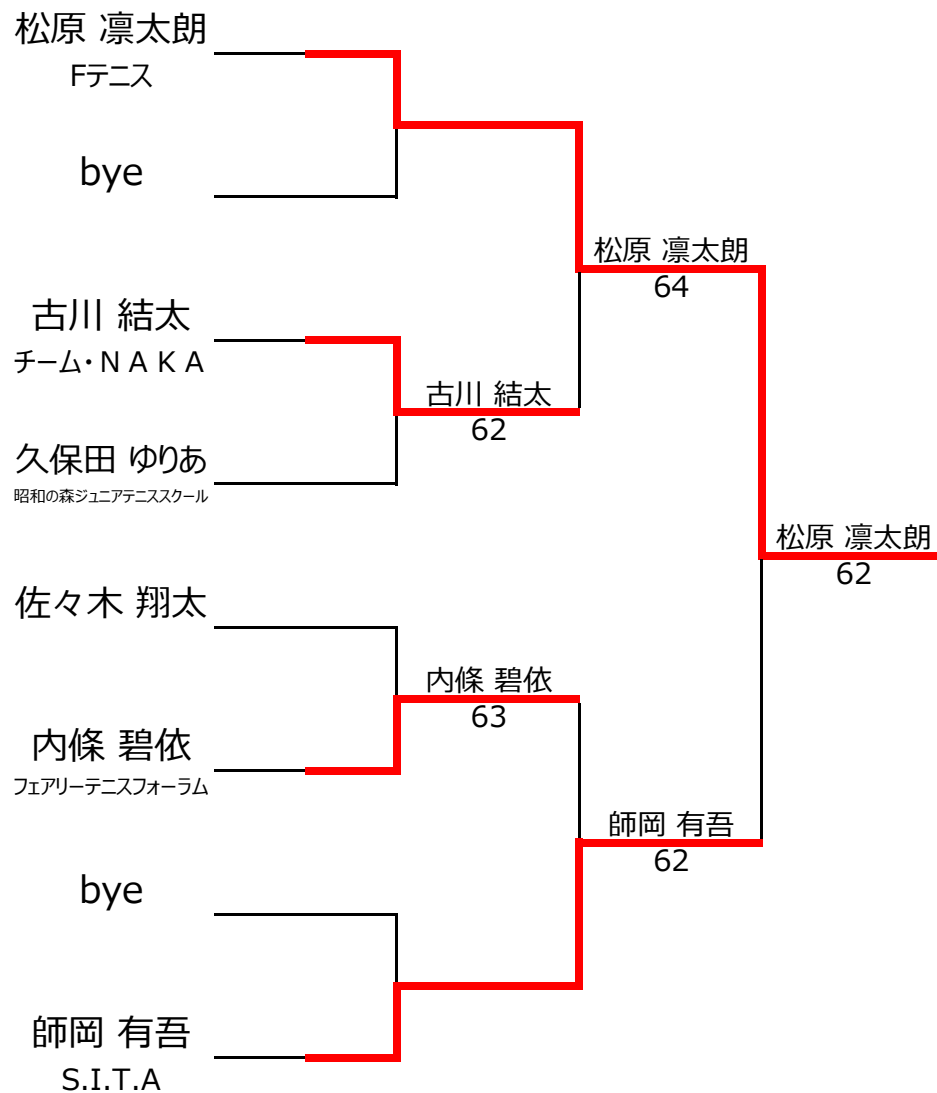 松原 凛太朗
Fテニス
bye
松原 凛太朗
64
古川 結太
チーム・ＮＡＫＡ
古川 結太
62
久保田 ゆりあ
昭和の森ジュニアテニススクール
松原 凛太朗
62
佐々木 翔太
内條 碧依
63
内條 碧依
フェアリーテニスフォーラム
師岡 有吾
62
bye
師岡 有吾
S.I.T.A